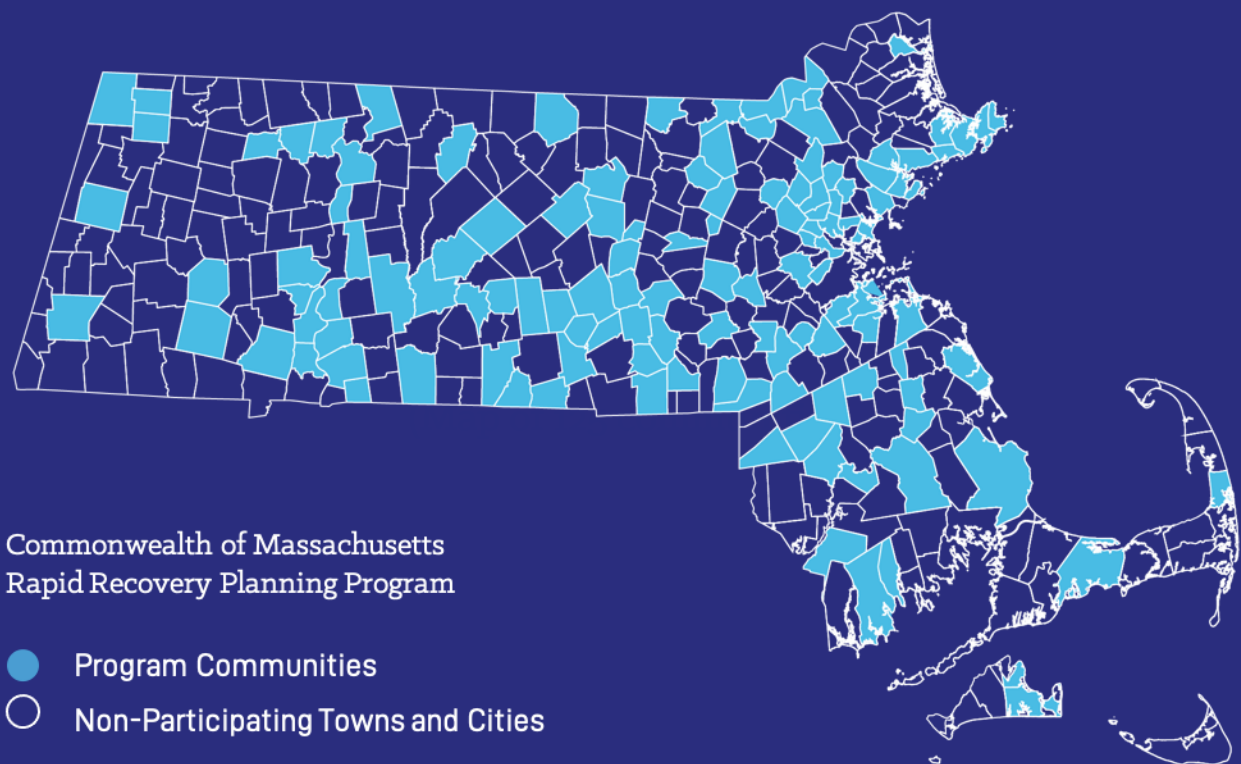 Commonwealth of Massachusetts
Rapid Recovery Planning Program
Program Communities
Non-Participating Towns and Cities